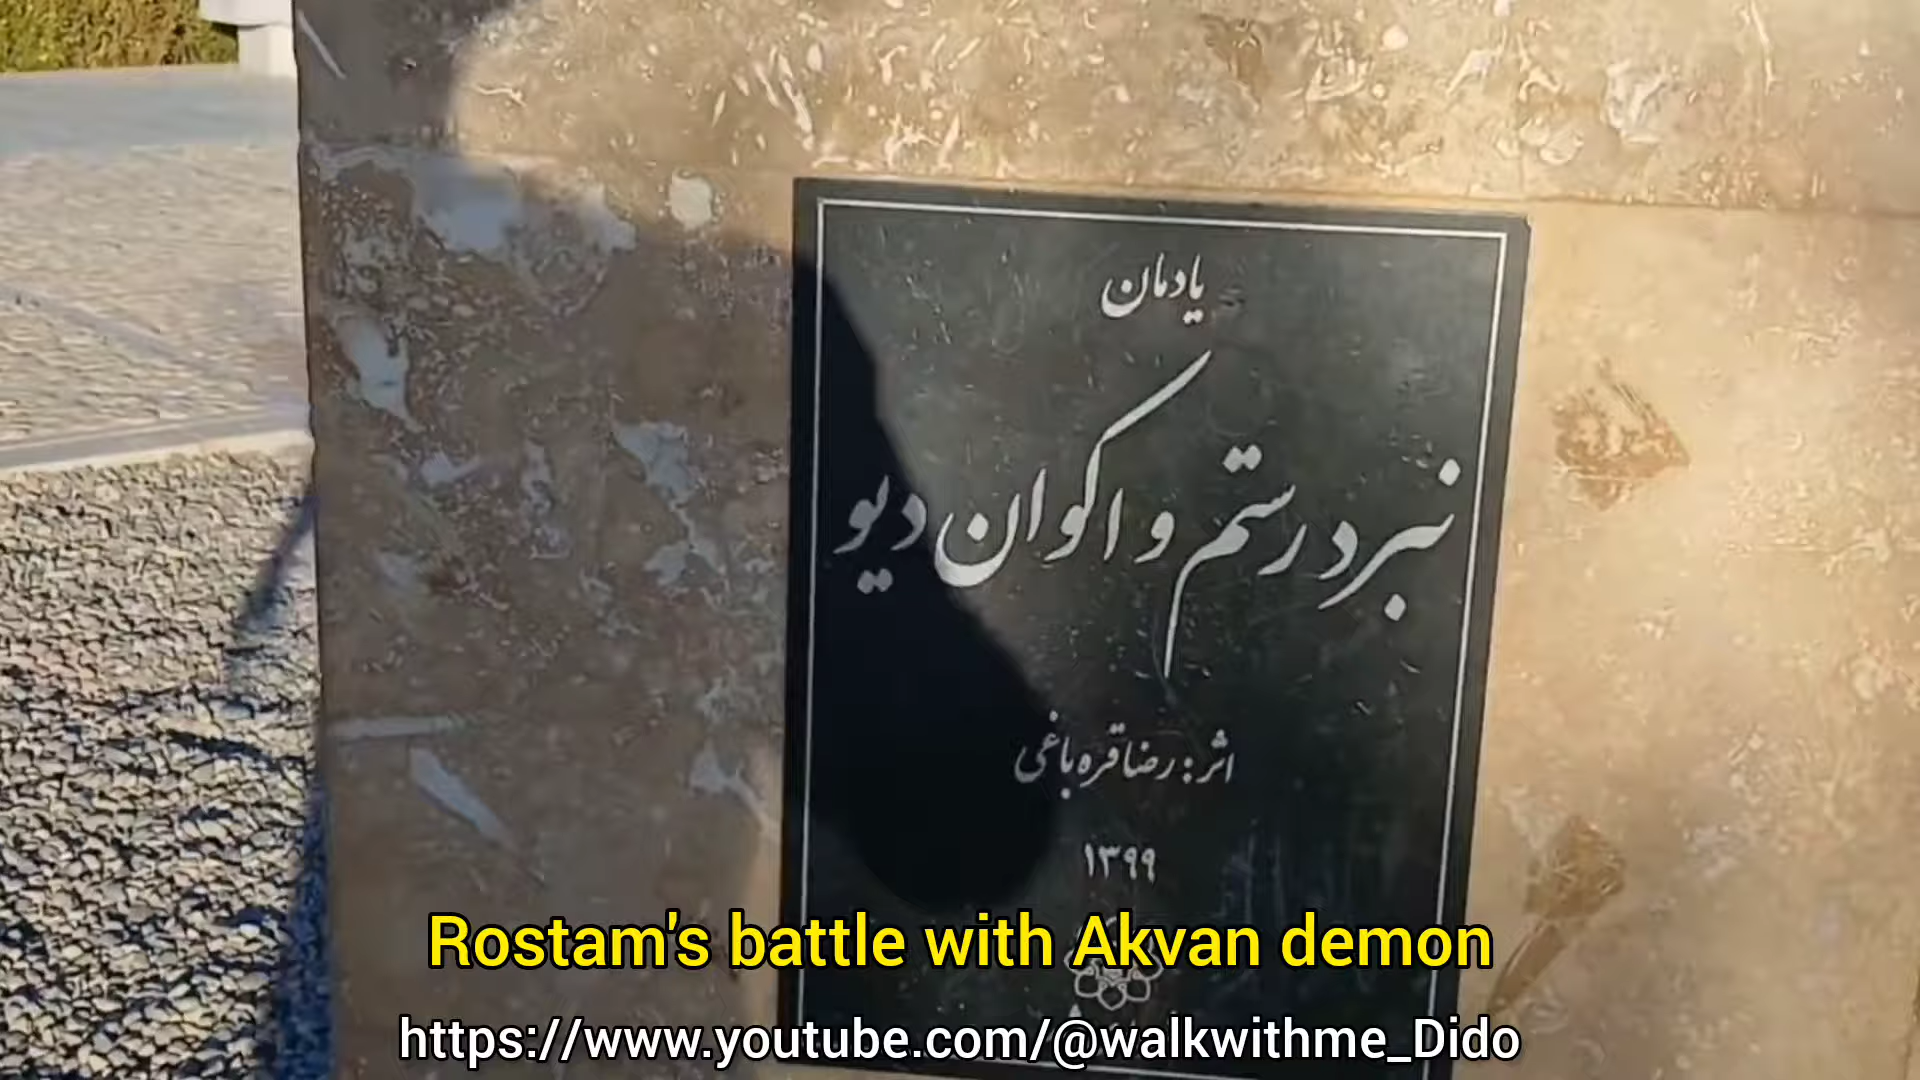 یادمان
نبرد رستم و اکوان دیو
اثر: رضا قره باغی
۱۳۹۹
Rostam's battle with Akvan demon
https://www.youtube.com/@walkwithme_Dido